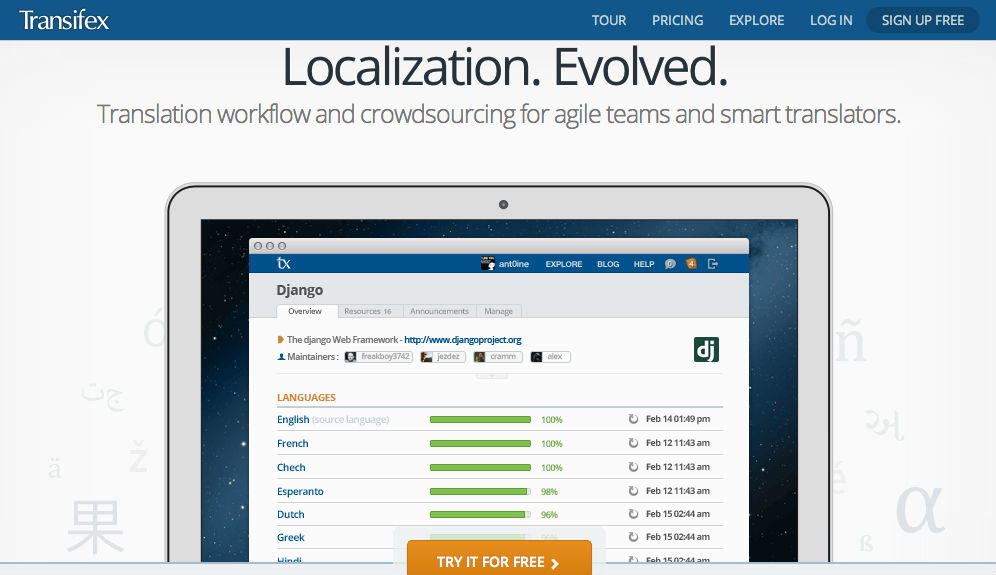 Transifex
TOUR PRICING EXPLORE LOG IN SIGN UP FREE
Localization. Evolved.
Translation workflow and crowdsourcing for agile teams and smart translators.
tx ant0ine EXPLORE BLOG HELP 4
Django
Overview Resources 16 Announcements Manage
The django Web Framework - http://www.djangoproject.org
dj
Maintainers : freakboy3742 jezdez cramm alex
LANGUAGES
English (source language) 100% Feb 14 01:49 pm
French 100% Feb 12 11:43 am
Chech 100% Feb 12 11:43 am
Esperanto 98% Feb 12 11:43 am
Dutch 96% Feb 15 02:44 am
Greek 96% Feb 15 02:44 am
Hindi Feb 15 02:44 am
TRY IT FOR FREE
ó
جت
ž
ä
果
ñ
અ
é
α
ß